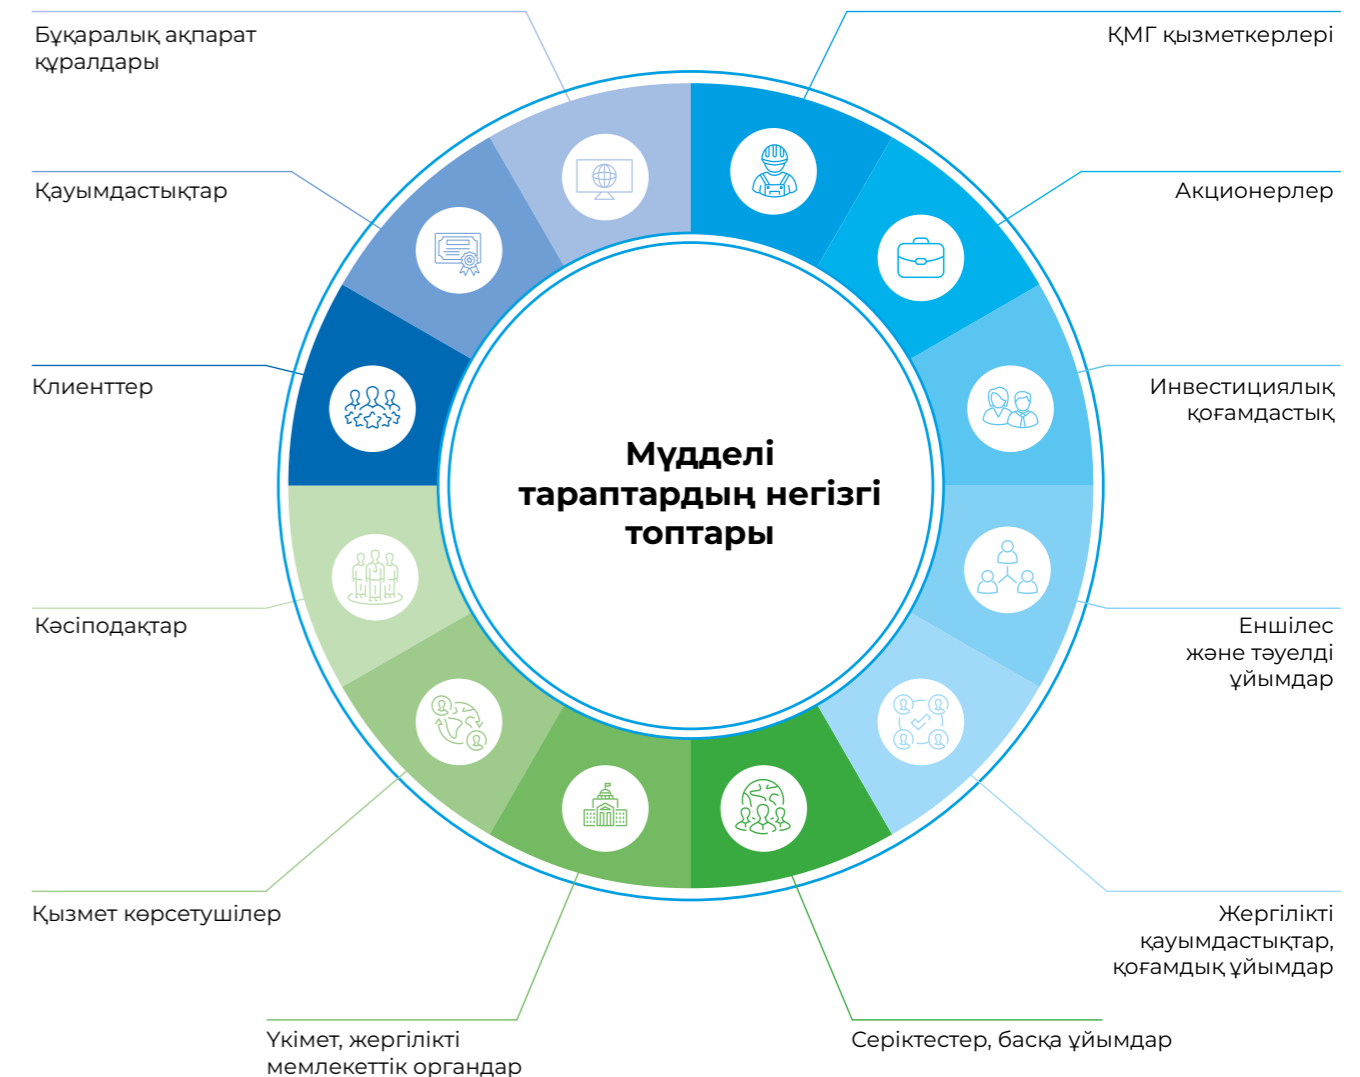 Бұқаралық ақпарат
құралдары
ҚМГ қызметкерлері
Қауымдастықтар
Акционерлер
Клиенттер
Инвестициялық
қоғамдастық
Мүдделі
тараптардың негізгі
топтары
Кәсіподақтар
Еншілес
және тәуелді
ұйымдар
Қызмет көрсетушілер
Жергілікті
қауымдастықтар,
қоғамдық ұйымдар
Үкімет, жергілікті
мемлекеттік органдар
Серіктестер, басқа ұйымдар